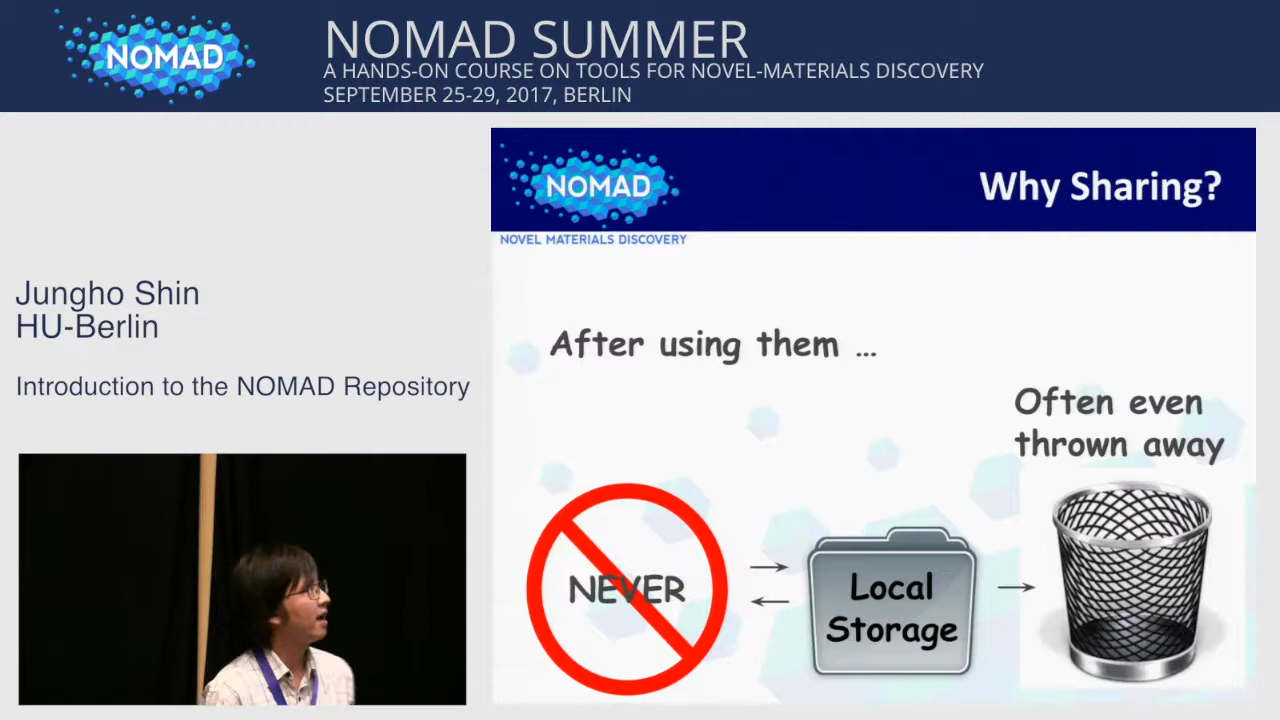 NOMAD
NOMAD SUMMER
A HANDS-ON COURSE ON TOOLS FOR NOVEL-MATERIALS DISCOVERY
SEPTEMBER 25-29, 2017, BERLIN
Jungho Shin
HU-Berlin
Introduction to the NOMAD Repository
NOMAD
NOVEL MATERIALS DISCOVERY
Why Sharing?
After using them ...
Often even
thrown away
NEVER
Local
Storage